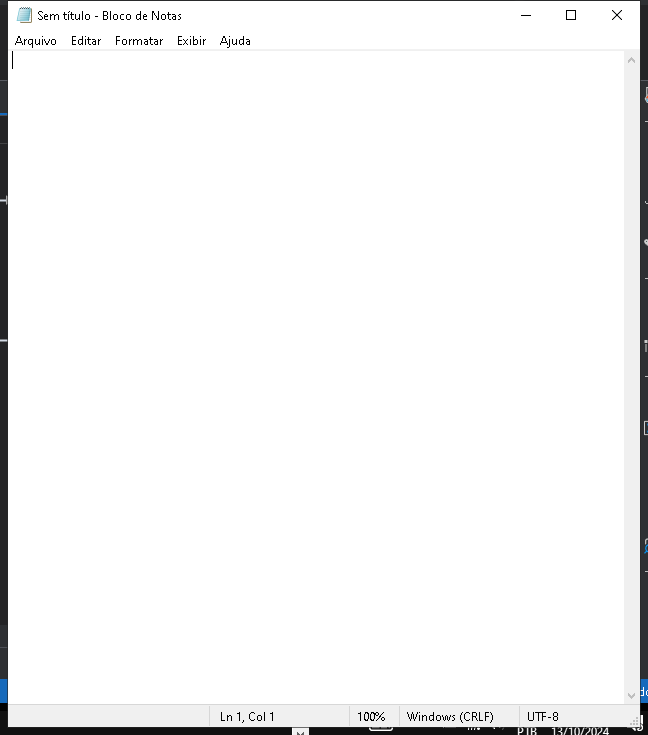 Sem título - Bloco de Notas
Arquivo Editar Formatar Exibir Ajuda
Ln 1, Col 1 100% Windows (CRLF) UTF-8
PTB 13/10/2024